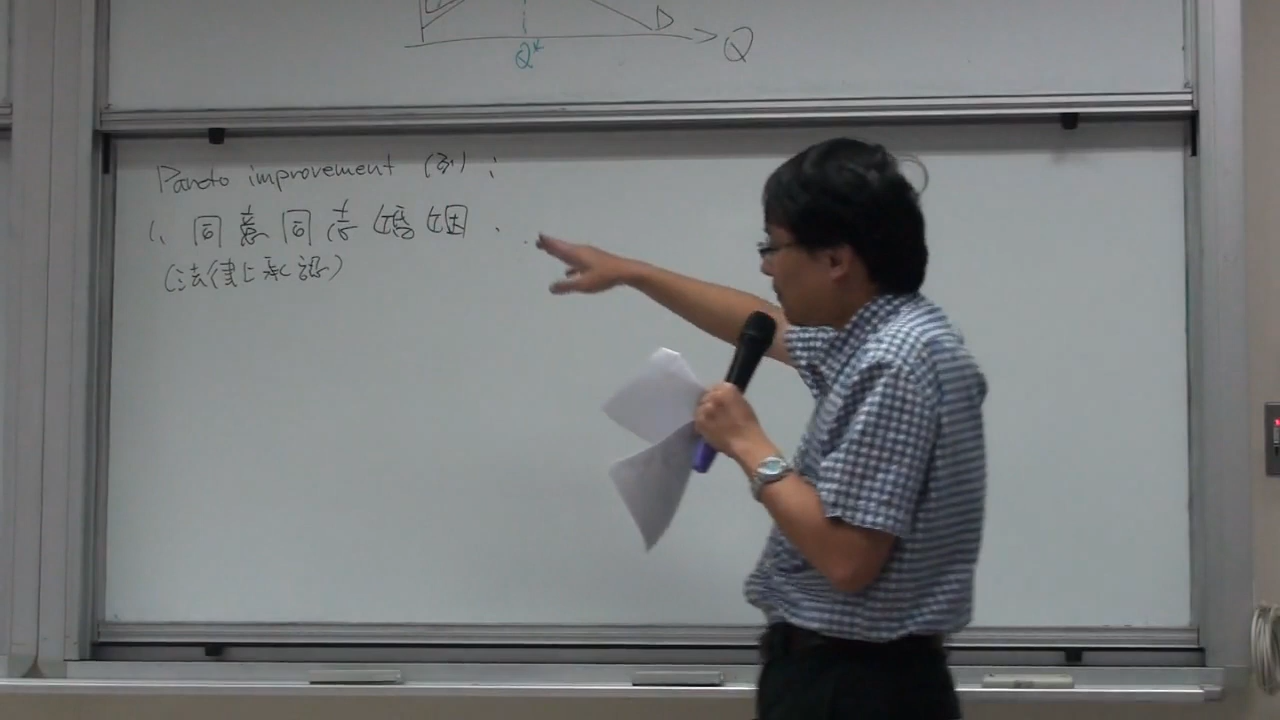 D
Q* Q
Pareto improvement (例) :
1、同意同志婚姻.
(法律上承認)